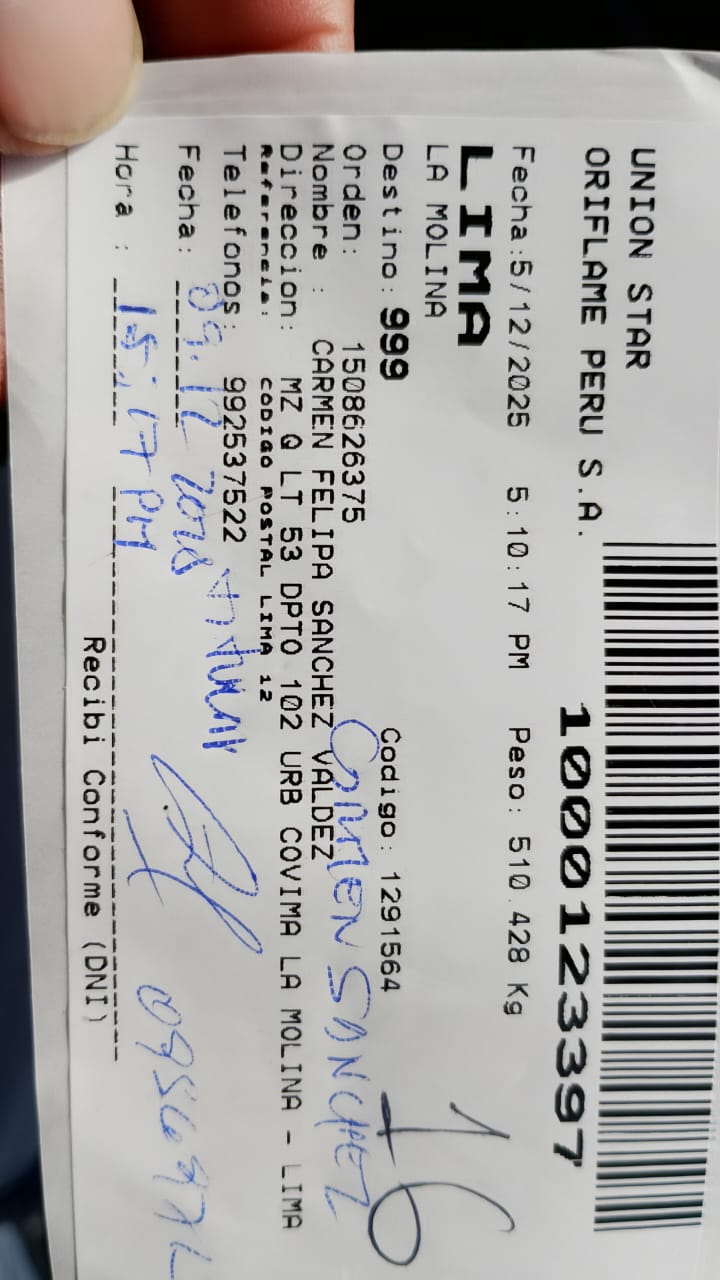 UNION STAR
ORIFLAME PERU S.A.
10001123397
Fecha:5/12/2025 5:10:17 PM Peso: 510.428 Kg
LIMA
LA MOLINA
16
Destino: 999 Codigo: 1291564
Orden: 1508626375
Nombre : CARMEN FELIPA SANCHEZ VALDEZ
CARMEN SANCHEZ
Direccion: MZ Q LT 53 DPTO 102 URB COVIMA LA MOLINA - LIMA
Referencia: CODIGO POSTAL LIMA 12
Telefonos: 992537522
Fecha: 09.12
Hora : 15:17 PM
Recibi Conforme (DNI)